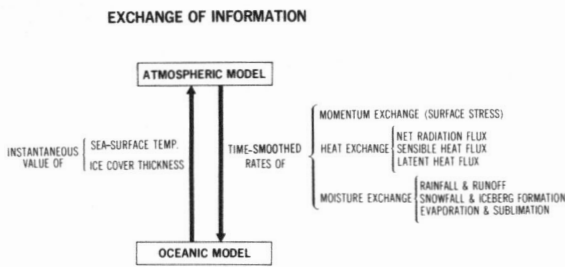 EXCHANGE OF INFORMATION
ATMOSPHERIC MODEL
INSTANTANEOUS
VALUE OF
SEA-SURFACE TEMP.
ICE COVER THICKNESS
TIME-SMOOTHED
RATES OF
MOMENTUM EXCHANGE (SURFACE STRESS)
HEAT EXCHANGE
NET RADIATION FLUX
SENSIBLE HEAT FLUX
LATENT HEAT FLUX
MOISTURE EXCHANGE
RAINFALL & RUNOFF
SNOWFALL & ICEBERG FORMATION
EVAPORATION & SUBLIMATION
OCEANIC MODEL